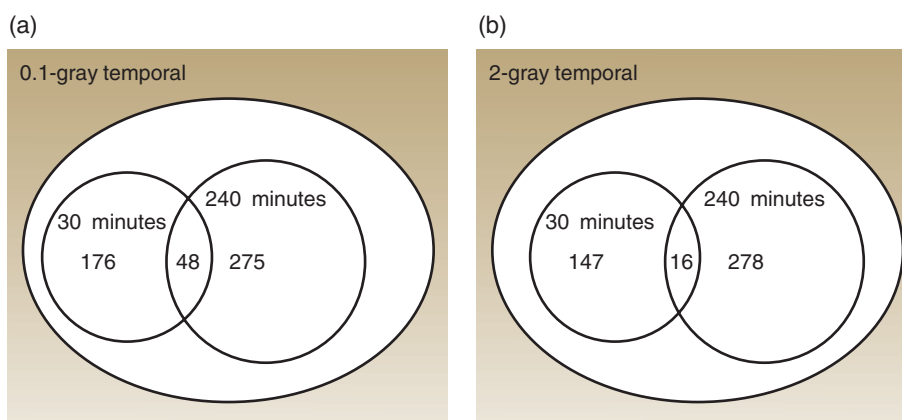 (a)
0.1-gray temporal
240 minutes
30 minutes
176 48 275
(b)
2-gray temporal
240 minutes
30 minutes
147 16 278